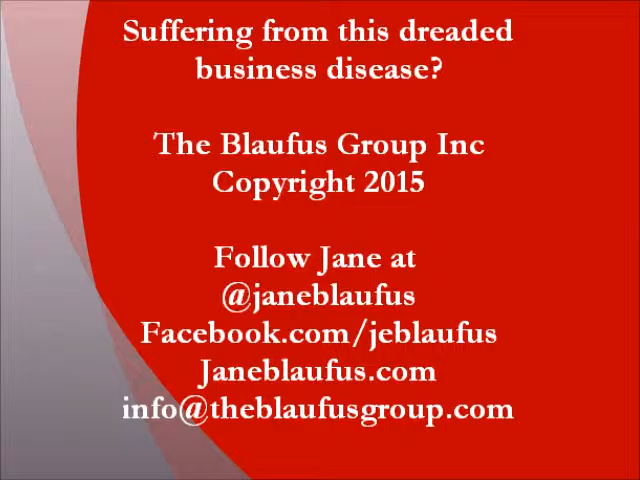 Suffering from this dreaded
business disease?
The Blaufus Group Inc
Copyright 2015
Follow Jane at
@janeblaufus
Facebook.com/jeblaufus
Janeblaufus.com
info@theblaufusgroup.com